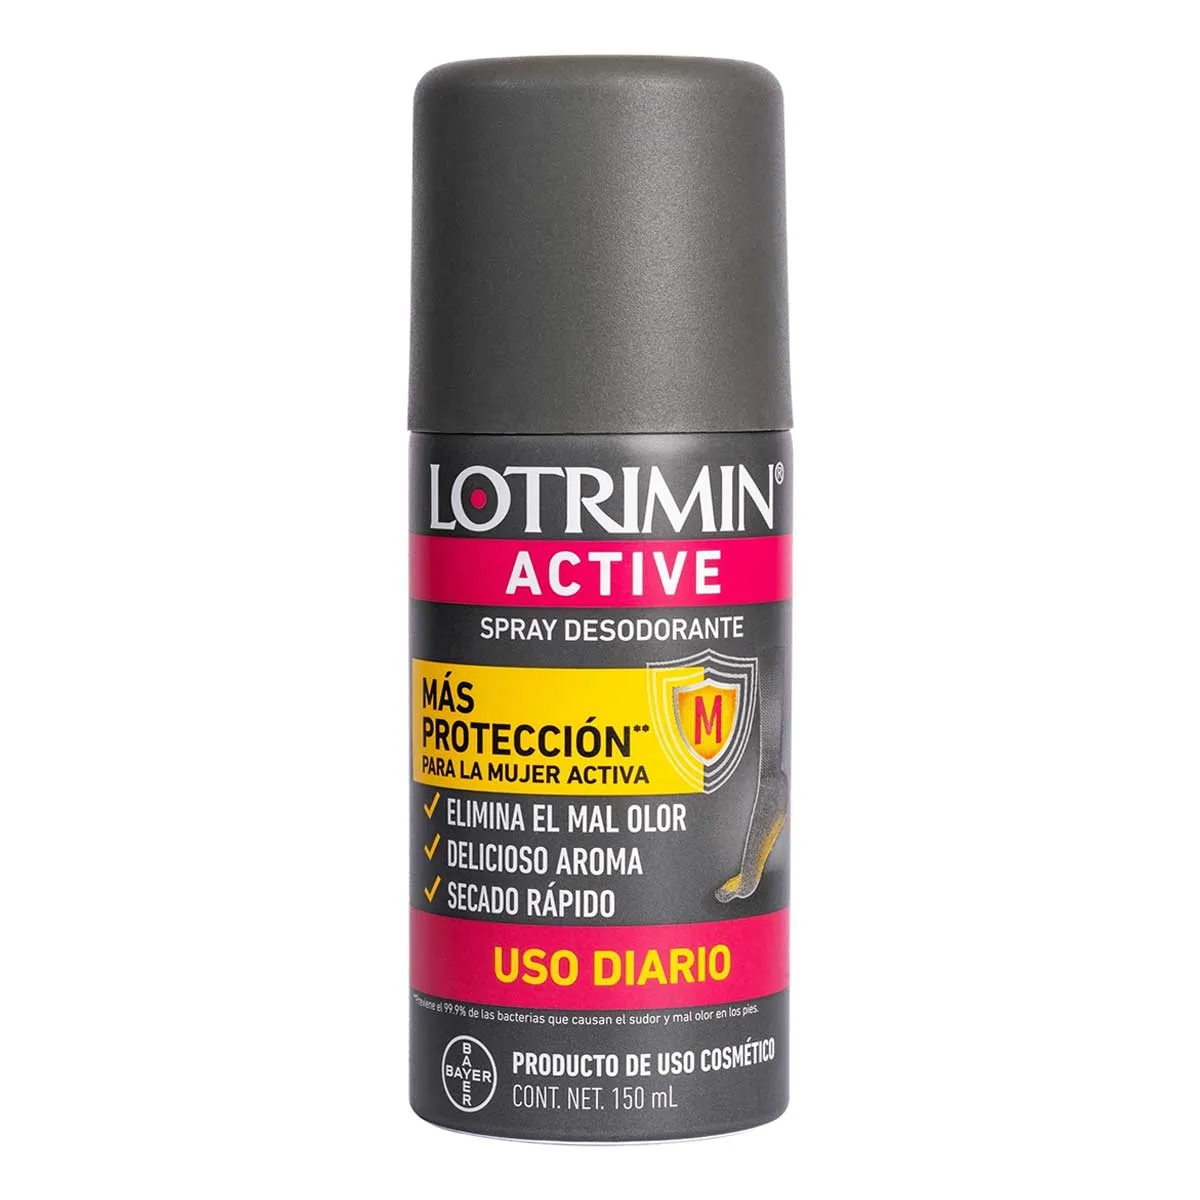 LOTRIMIN®
ACTIVE
SPRAY DESODORANTE
MÁS
PROTECCIÓN**
PARA LA MUJER ACTIVA
M
✓ ELIMINA EL MAL OLOR
✓ DELICIOSO AROMA
✓ SECADO RÁPIDO
USO DIARIO
**Previene el 99.9% de las bacterias que causan el sudor y mal olor en los pies.
BAYER
BAYER
PRODUCTO DE USO COSMÉTICO
CONT. NET. 150 mL